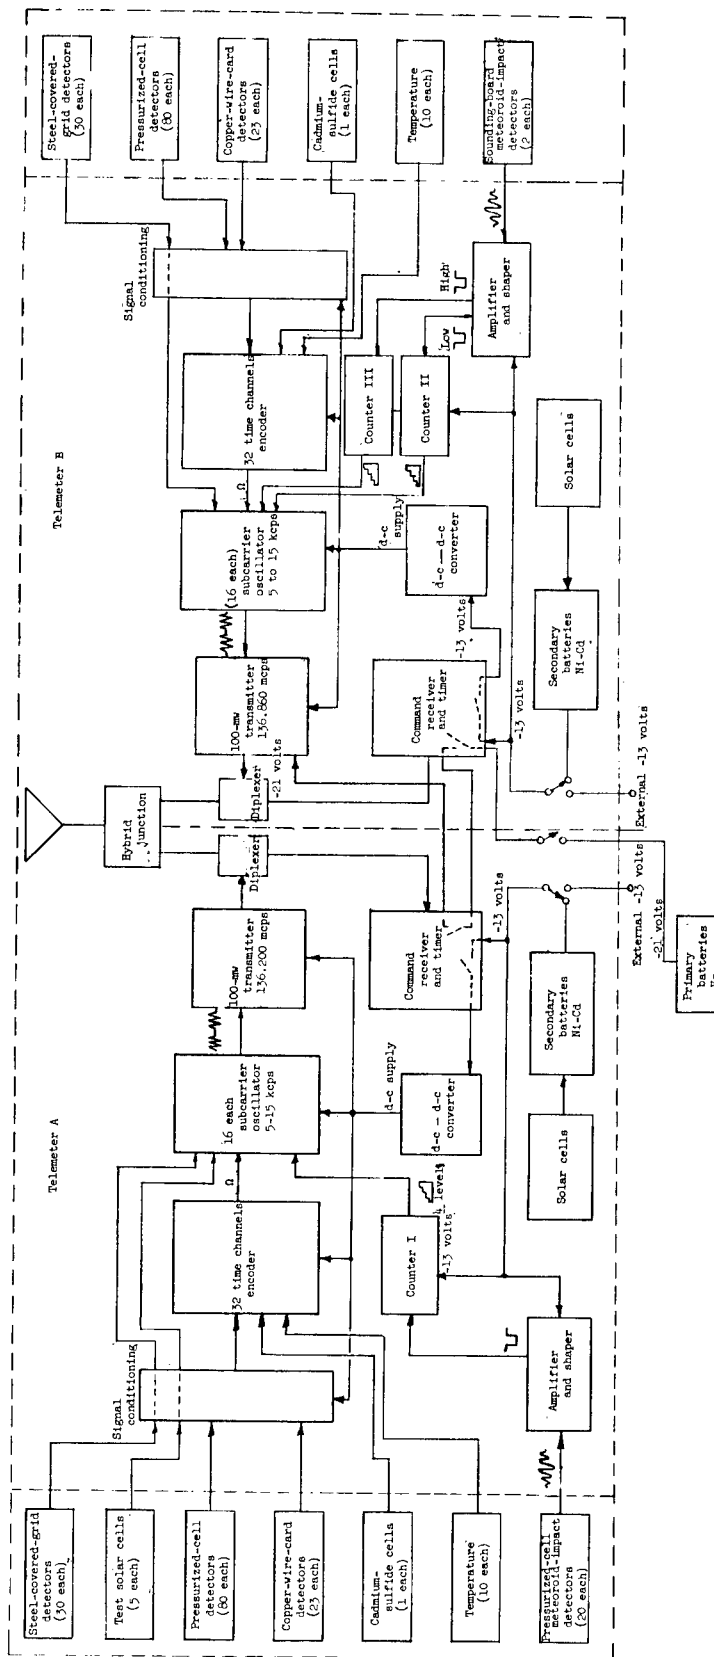 Steel-covered-grid
detectors
(30 each)
Test solar cells
(5 each)
Pressurized-cell
detectors
(80 each)
Copper-wire-card
detectors
(23 each)
Cadmium-
sulfide cells
(1 each)
Temperature
(10 each)
Pressurized-cell
meteoroid-impact
detectors
(20 each)
Telemeter A
Signal
conditioning
32 time channels
encoder
Ω
16 each
subcarrier
oscillator
5-15 kcps
100-mw
transmitter
136.200 mcps
Diplexer
Hybrid
junction
Counter I
4 levels
-13 volts
d-c supply
d-c — d-c
converter
Command
receiver
and timer
-13 volts
Amplifier
and shaper
Solar cells
Secondary
batteries
Ni-Cd
External -13 volts
-21 volts
Primary
batteries
Telemeter B
Steel-covered-
grid detectors
(30 each)
Pressurized-cell
detectors
(80 each)
Copper-wire-card
detectors
(23 each)
Cadmium-
sulfide cells
(1 each)
Temperature
(10 each)
Sounding-board
meteoroid-impact
detectors
(2 each)
Signal
conditioning
32 time channels
encoder
Ω
(16 each)
subcarrier
oscillator
5 to 15 kcps
100-mw
transmitter
136.860 mcps
Diplexer
-21 volts
Counter III
Counter II
High
Low
Amplifier
and shaper
d-c
supply
d-c — d-c
converter
-13 volts
Command
receiver
and timer
-13 volts
Solar cells
Secondary
batteries
Ni-Cd
External -13 volts